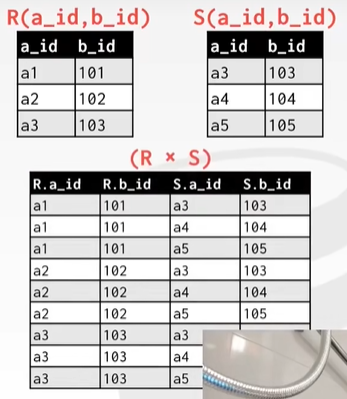 R(a_id,b_id) S(a_id,b_id)
a_id b_id a_id b_id
a1 101 a3 103
a2 102 a4 104
a3 103 a5 105
(R × S)
R.a_id R.b_id S.a_id S.b_id
a1 101 a3 103
a1 101 a4 104
a1 101 a5 105
a2 102 a3 103
a2 102 a4 104
a2 102 a5 105
a3 103 a3
a3 103 a4
a3 103 a5